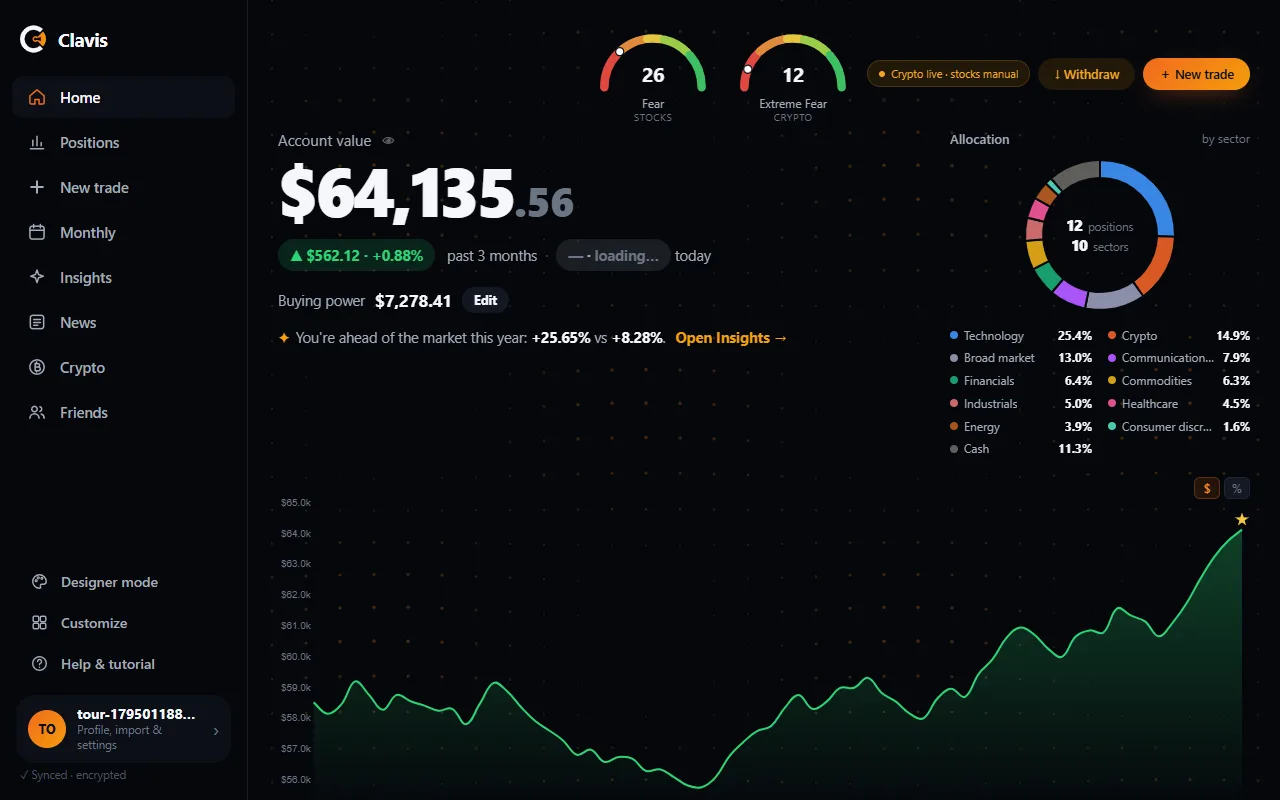 Clavis
Home
Positions
New trade
Monthly
Insights
News
Crypto
Friends
Designer mode
Customize
Help & tutorial
TO
tour-179501188...
Profile, import &
settings
✓ Synced · encrypted
26
Fear
STOCKS
12
Extreme Fear
CRYPTO
Crypto live · stocks manual
↓ Withdraw
+ New trade
Account value
$64,135.56
▲ $562.12 · +0.88% past 3 months · — · loading... today
Buying power $7,278.41 Edit
✦ You're ahead of the market this year: +25.65% vs +8.28%. Open Insights →
Allocation by sector
12 positions
10 sectors
Technology 25.4% Crypto 14.9%
Broad market 13.0% Communication... 7.9%
Financials 6.4% Commodities 6.3%
Industrials 5.0% Healthcare 4.5%
Energy 3.9% Consumer discr... 1.6%
Cash 11.3%
$ %
$65.0k
$64.0k
$63.0k
$62.0k
$61.0k
$60.0k
$59.0k
$58.0k
$57.0k
$56.0k